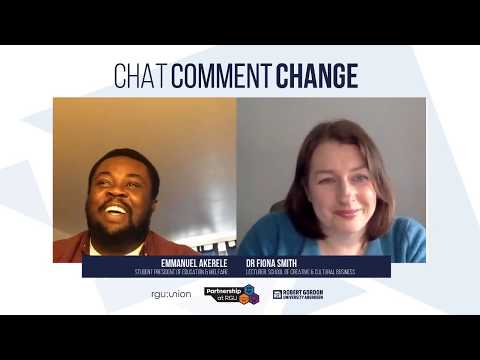 CHAT COMMENT CHANGE
EMMANUEL AKERELE
STUDENT PRESIDENT OF EDUCATION & WELFARE
DR FIONA SMITH
LECTURER SCHOOL OF CREATIVE & CULTURAL BUSINESS
rgu:union
Partnership
at RGU
ROBERT GORDON
UNIVERSITY ABERDEEN